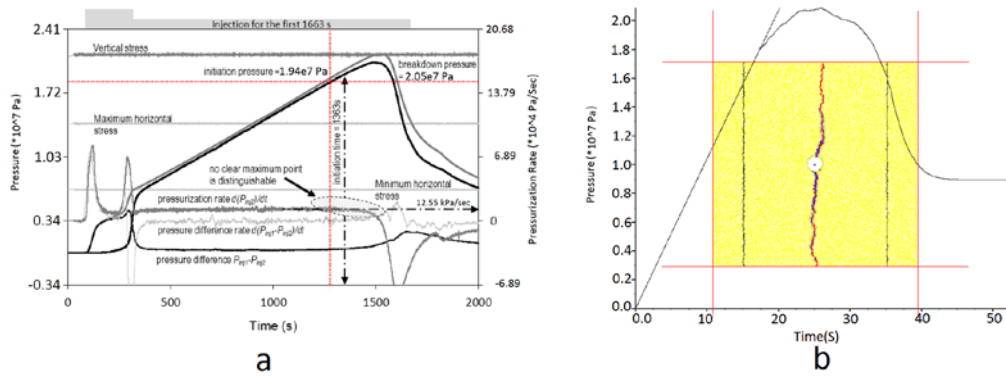 Injection for the first 1663 s
2.41
1.72
1.03
0.34
-0.34
Pressure (*10^7 Pa)
Vertical stress
initiation pressure =1.94e7 Pa
breakdown pressure
= 2.05e7 Pa
Maximum horizontal
stress
initiation time = 1363s
no clear maximum point
is distinguishable
Minimum horizontal
stress
12.55 kPa/sec
pressurization rate d(Pinj2)/dt
pressure difference rate d(Pinj1-Pinj2)/dt
pressure difference Pinj1-Pinj2
20.68
13.79
6.89
0
-6.89
Pressurization Rate (*10^4 Pa/Sec)
0 500 1000 1500 2000
Time (s)
a
2.0
1.8
1.6
1.4
1.2
1.0
0.8
0.6
0.4
0.2
0.0
Pressure (*10^7 Pa)
0.0 10 20 30 40 50
Time(S)
b